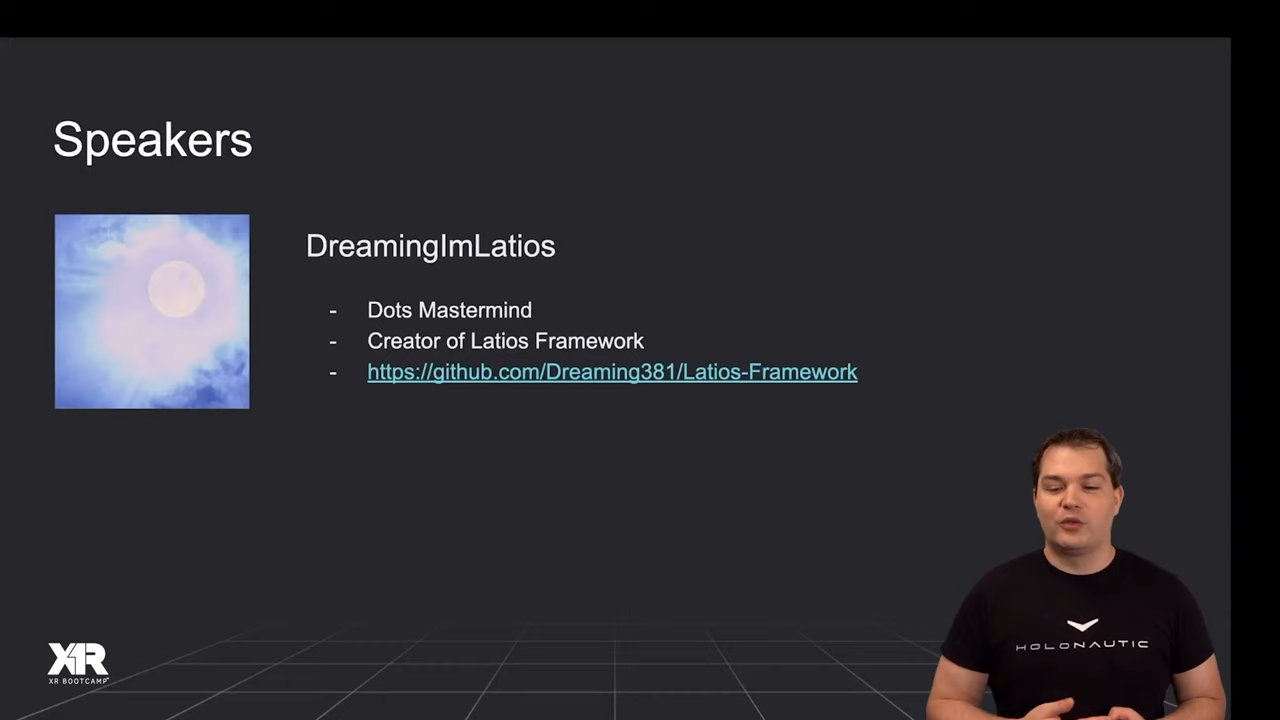 Speakers
DreamingImLatios
- Dots Mastermind
- Creator of Latios Framework
- https://github.com/Dreaming381/Latios-Framework
XR
XR BOOTCAMP
HOLONAUTIC